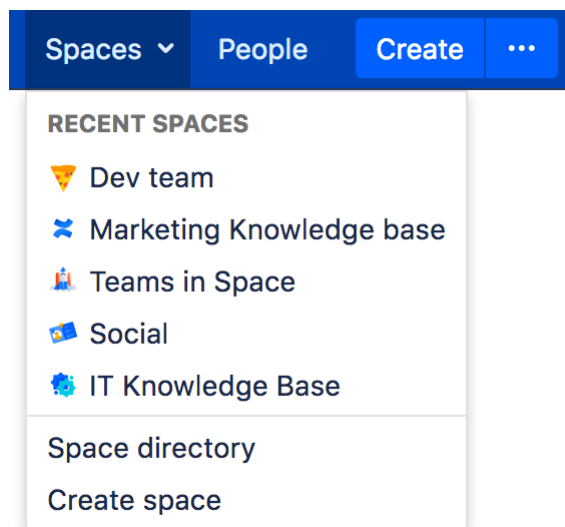 Spaces People Create ...
RECENT SPACES
Dev team
Marketing Knowledge base
Teams in Space
Social
IT Knowledge Base
Space directory
Create space